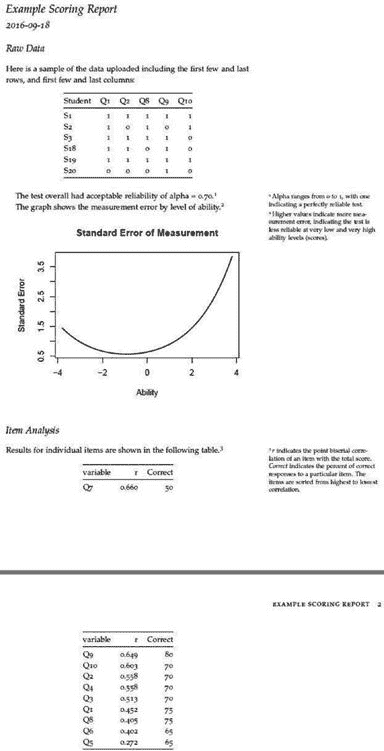 Example Scoring Report
2016-09-18
Raw Data
Here is a sample of the data uploaded including the first few and last
rows, and first few and last columns:
Student Q1 Q2 Q8 Q9 Q10
S1 1 1 1 1 1
S2 1 0 1 0 1
S3 1 1 1 1 0
S18 1 1 0 1 0
S19 1 1 1 1 1
S20 0 0 0 1 0
The test overall had acceptable reliability of alpha = 0.70.¹
The graph shows the measurement error by level of ability.²
¹ Alpha ranges from 0 to 1, with one
indicating a perfectly reliable test.
² Higher values indicate more mea-
surement error, indicating the test is
less reliable at very low and very high
ability levels (scores).
Standard Error of Measurement
Standard Error
3.5
2.5
1.5
0.5
-4 -2 0 2 4
Ability
Item Analysis
Results for individual items are shown in the following table.³
³ r indicates the point biserial corre-
lation of an item with the total score.
Correct indicates the percent of correct
responses to a particular item. The
items are sorted from highest to lowest
correlation.
variable r Correct
Q7 0.660 50
EXAMPLE SCORING REPORT 2
variable r Correct
Q9 0.649 80
Q10 0.603 70
Q2 0.558 70
Q4 0.558 70
Q3 0.513 70
Q1 0.452 75
Q8 0.405 75
Q6 0.402 65
Q5 0.272 65